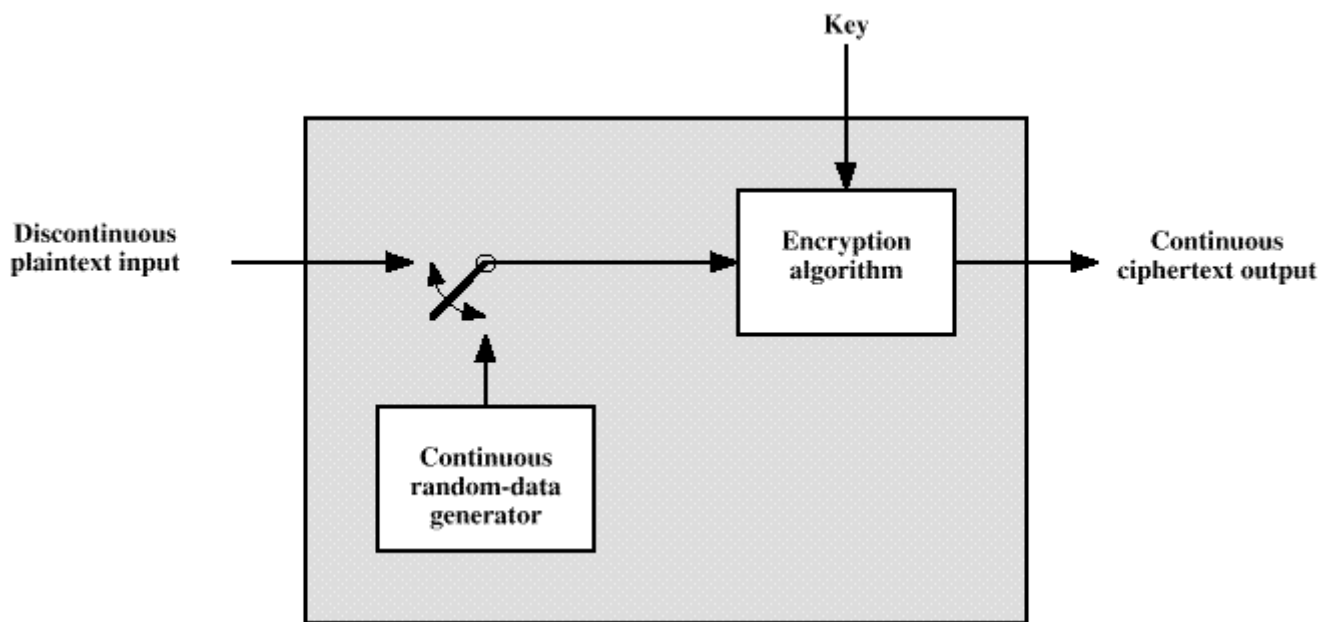 Key
Discontinuous
plaintext input
Encryption
algorithm
Continuous
ciphertext output
Continuous
random-data
generator